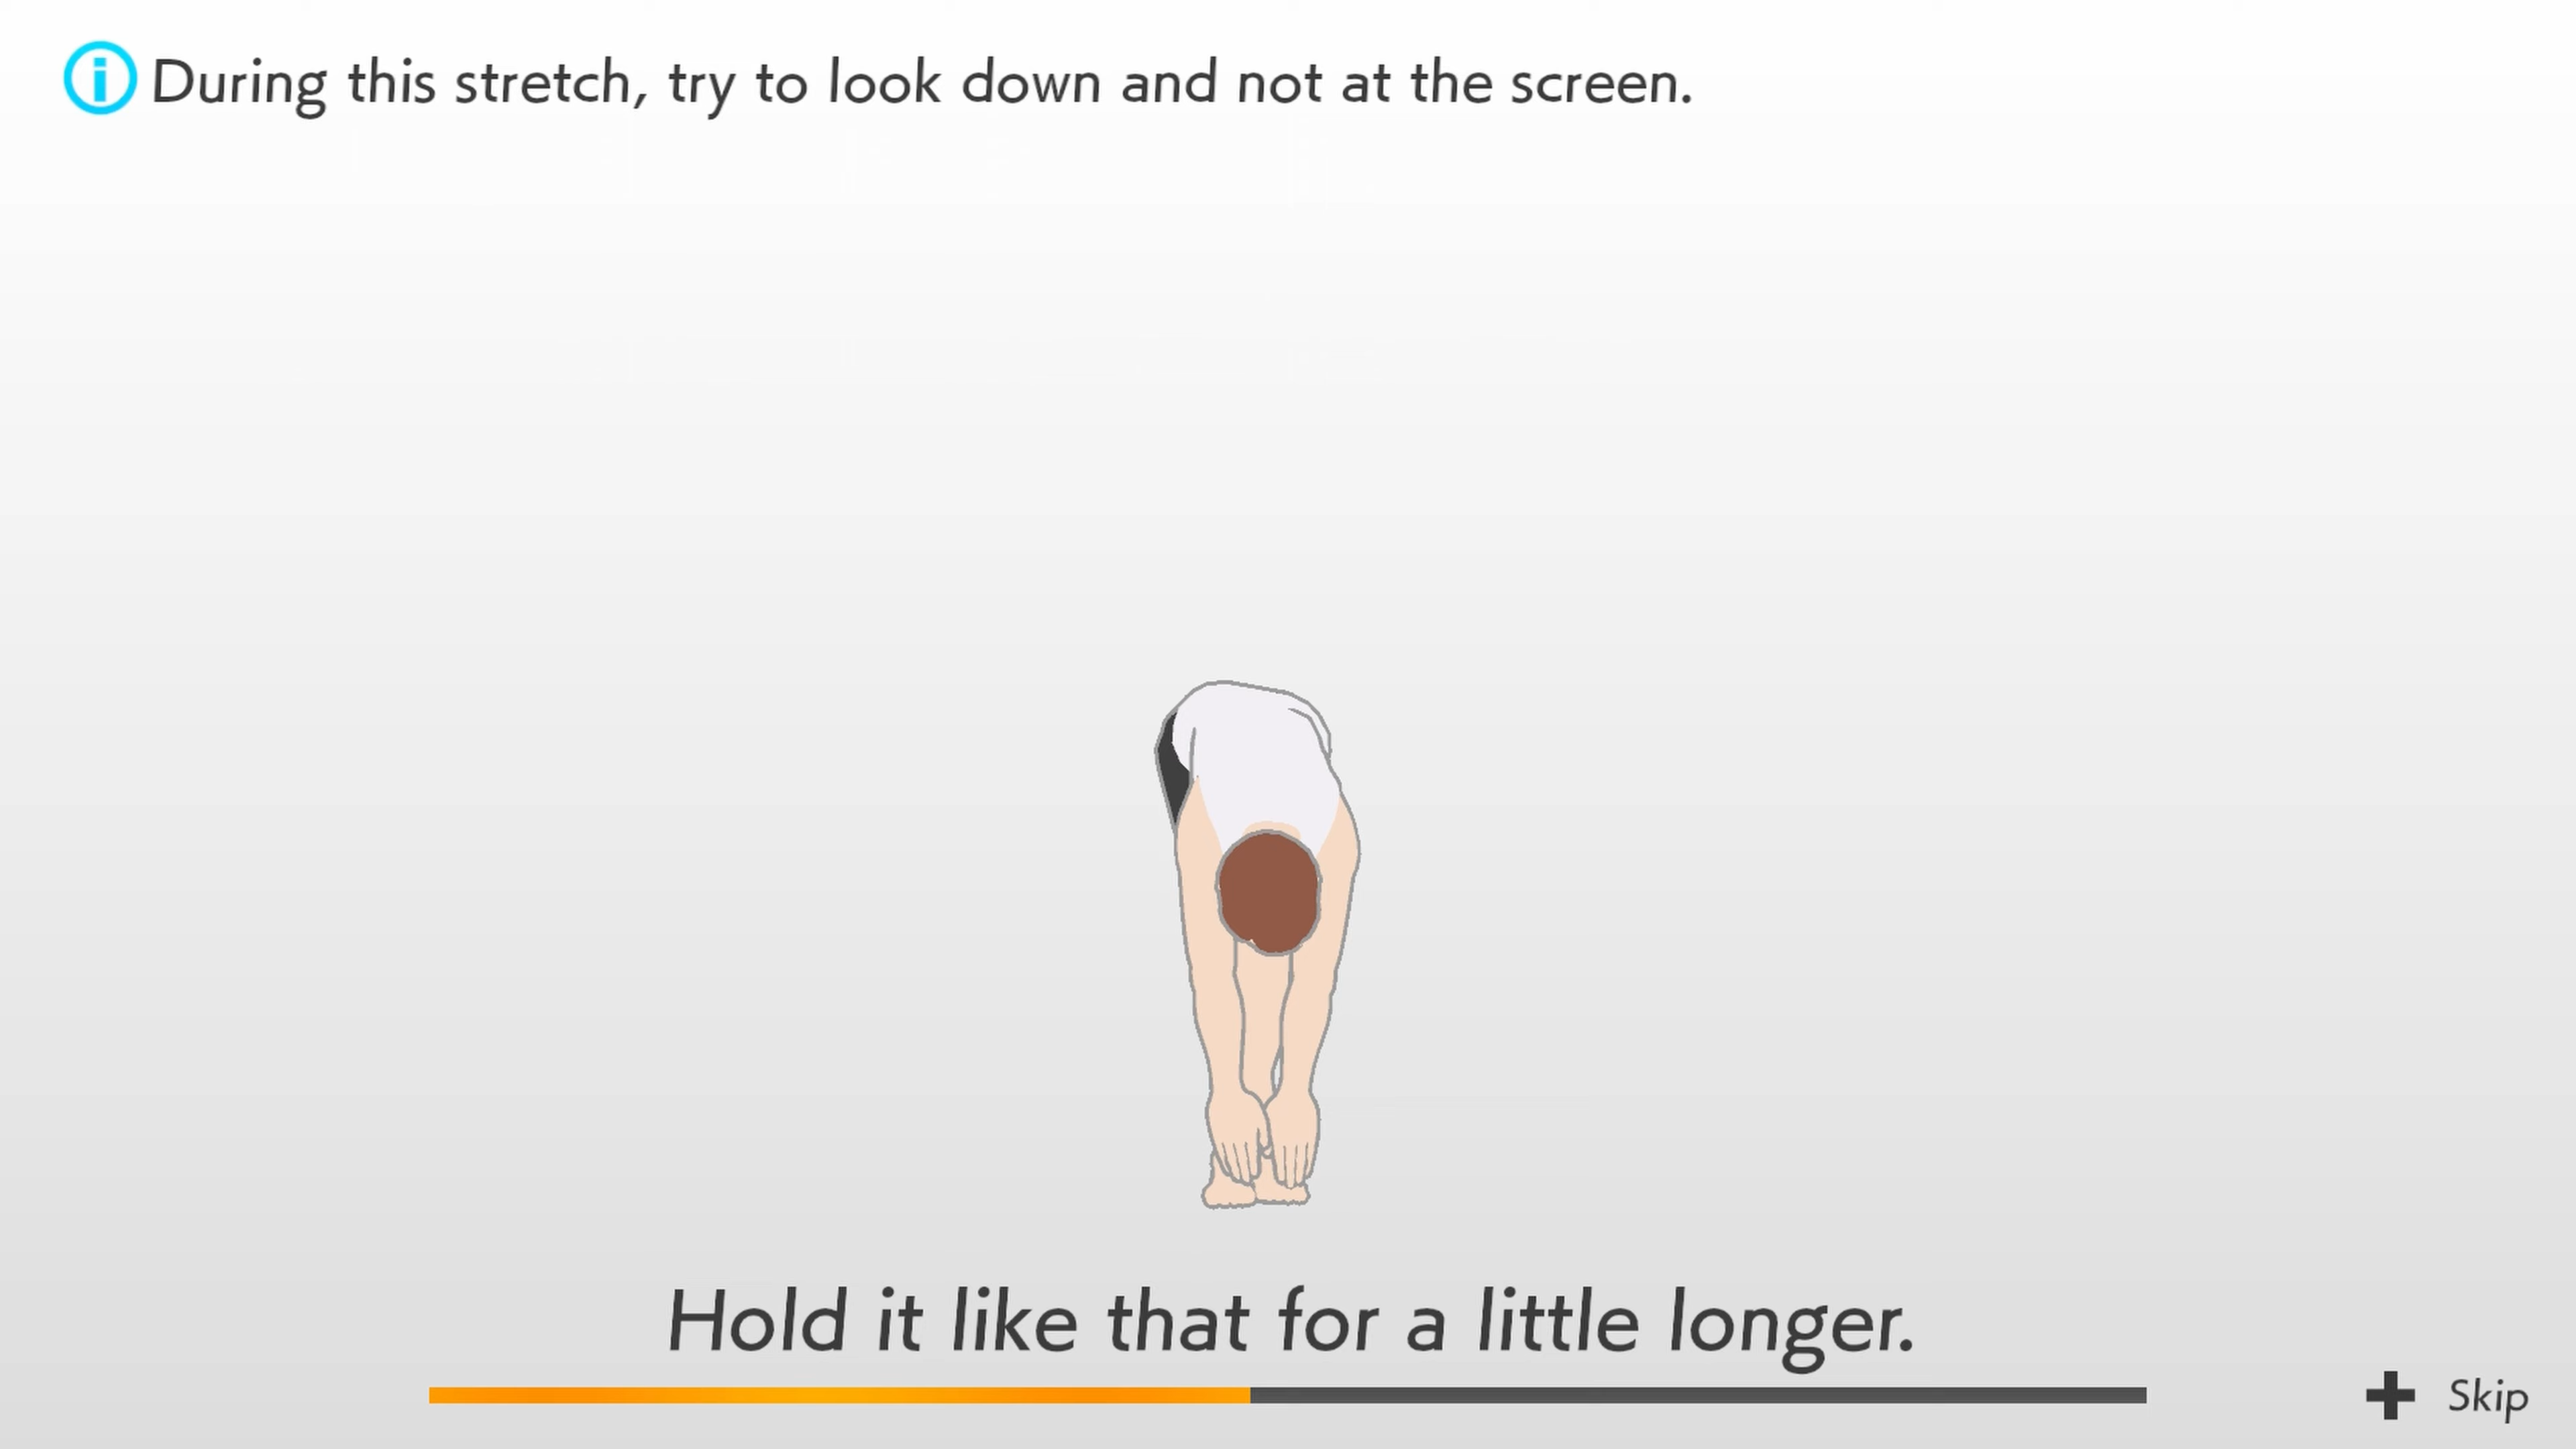 During this stretch, try to look down and not at the screen.
Hold it like that for a little longer.
Skip